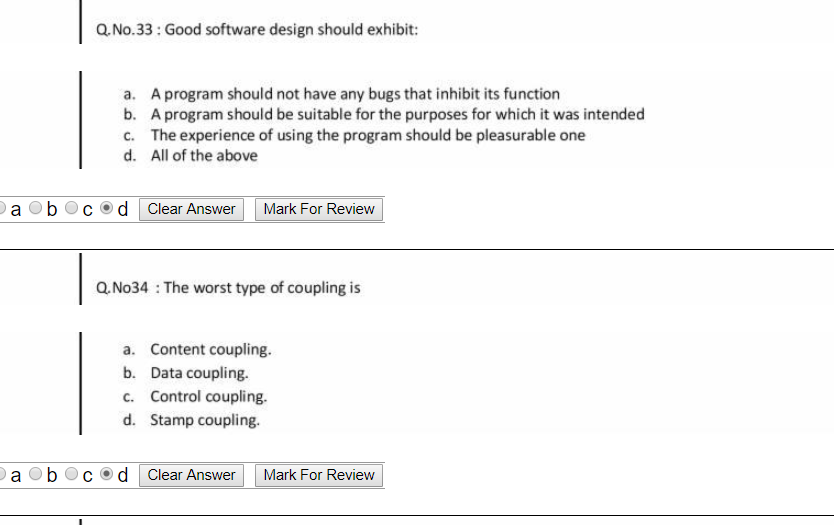 Q.No.33 : Good software design should exhibit:
a. A program should not have any bugs that inhibit its function
b. A program should be suitable for the purposes for which it was intended
c. The experience of using the program should be pleasurable one
d. All of the above
a b c d Clear Answer Mark For Review
Q.No34 : The worst type of coupling is
a. Content coupling.
b. Data coupling.
c. Control coupling.
d. Stamp coupling.
a b c d Clear Answer Mark For Review